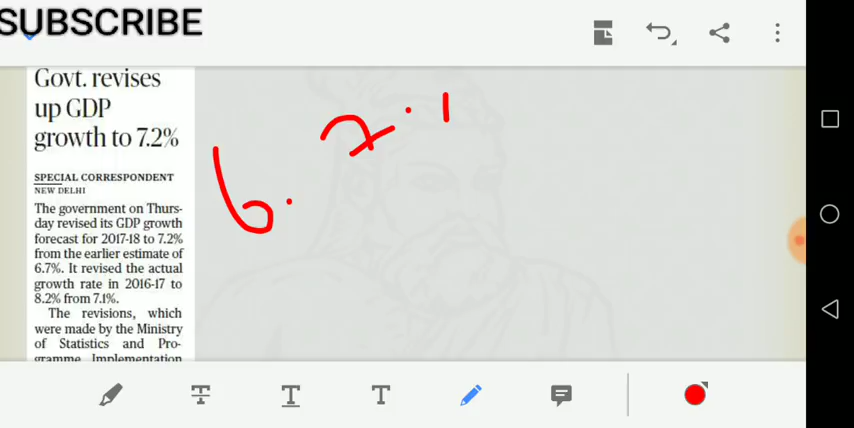 SUBSCRIBE
Govt. revises
up GDP
growth to 7.2%
SPECIAL CORRESPONDENT
NEW DELHI
The government on Thurs-
day revised its GDP growth
forecast for 2017-18 to 7.2%
from the earlier estimate of
6.7%. It revised the actual
growth rate in 2016-17 to
8.2% from 7.1%.
The revisions, which
were made by the Ministry
of Statistics and Pro-
gramme Implementation
7.1
6.
T
T
T